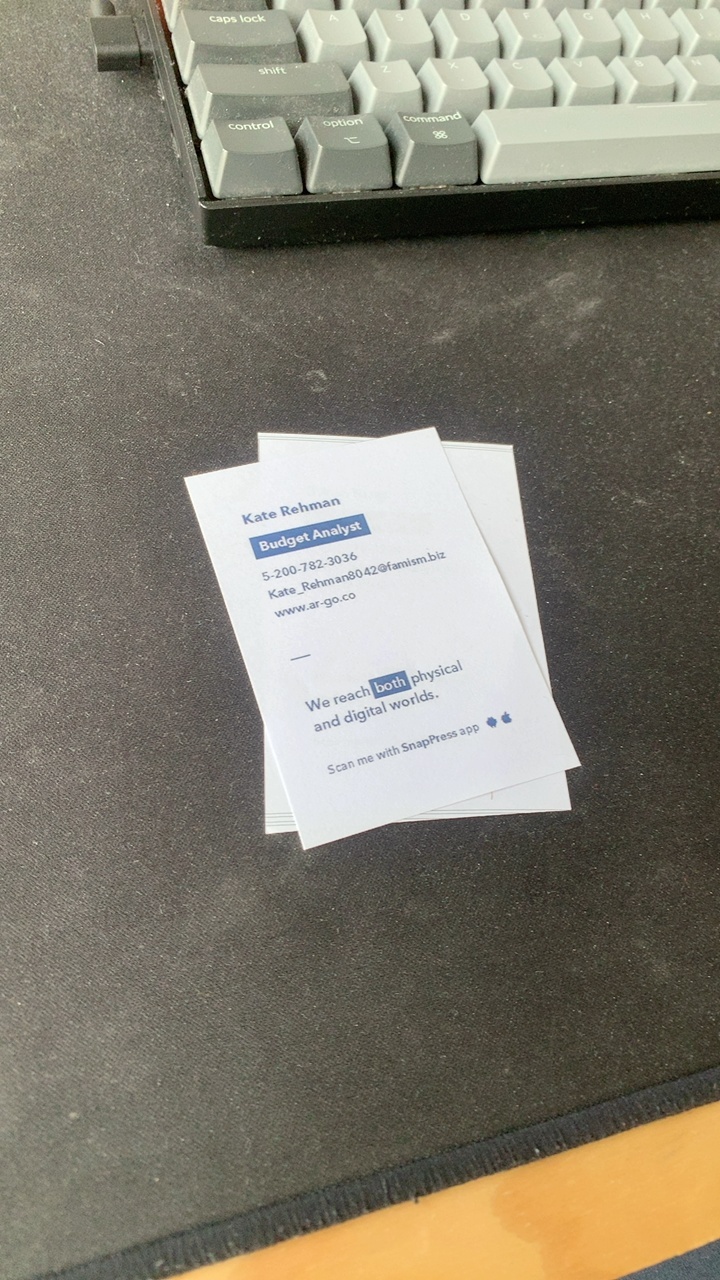 caps lock A S D F G H J
shift Z X C V B N
control option command
⌥ ⌘
Kate Rehman
Budget Analyst
5-200-782-3036
Kate_Rehman8042@famism.biz
www.ar-go.co
We reach both physical
and digital worlds.
Scan me with SnapPress app